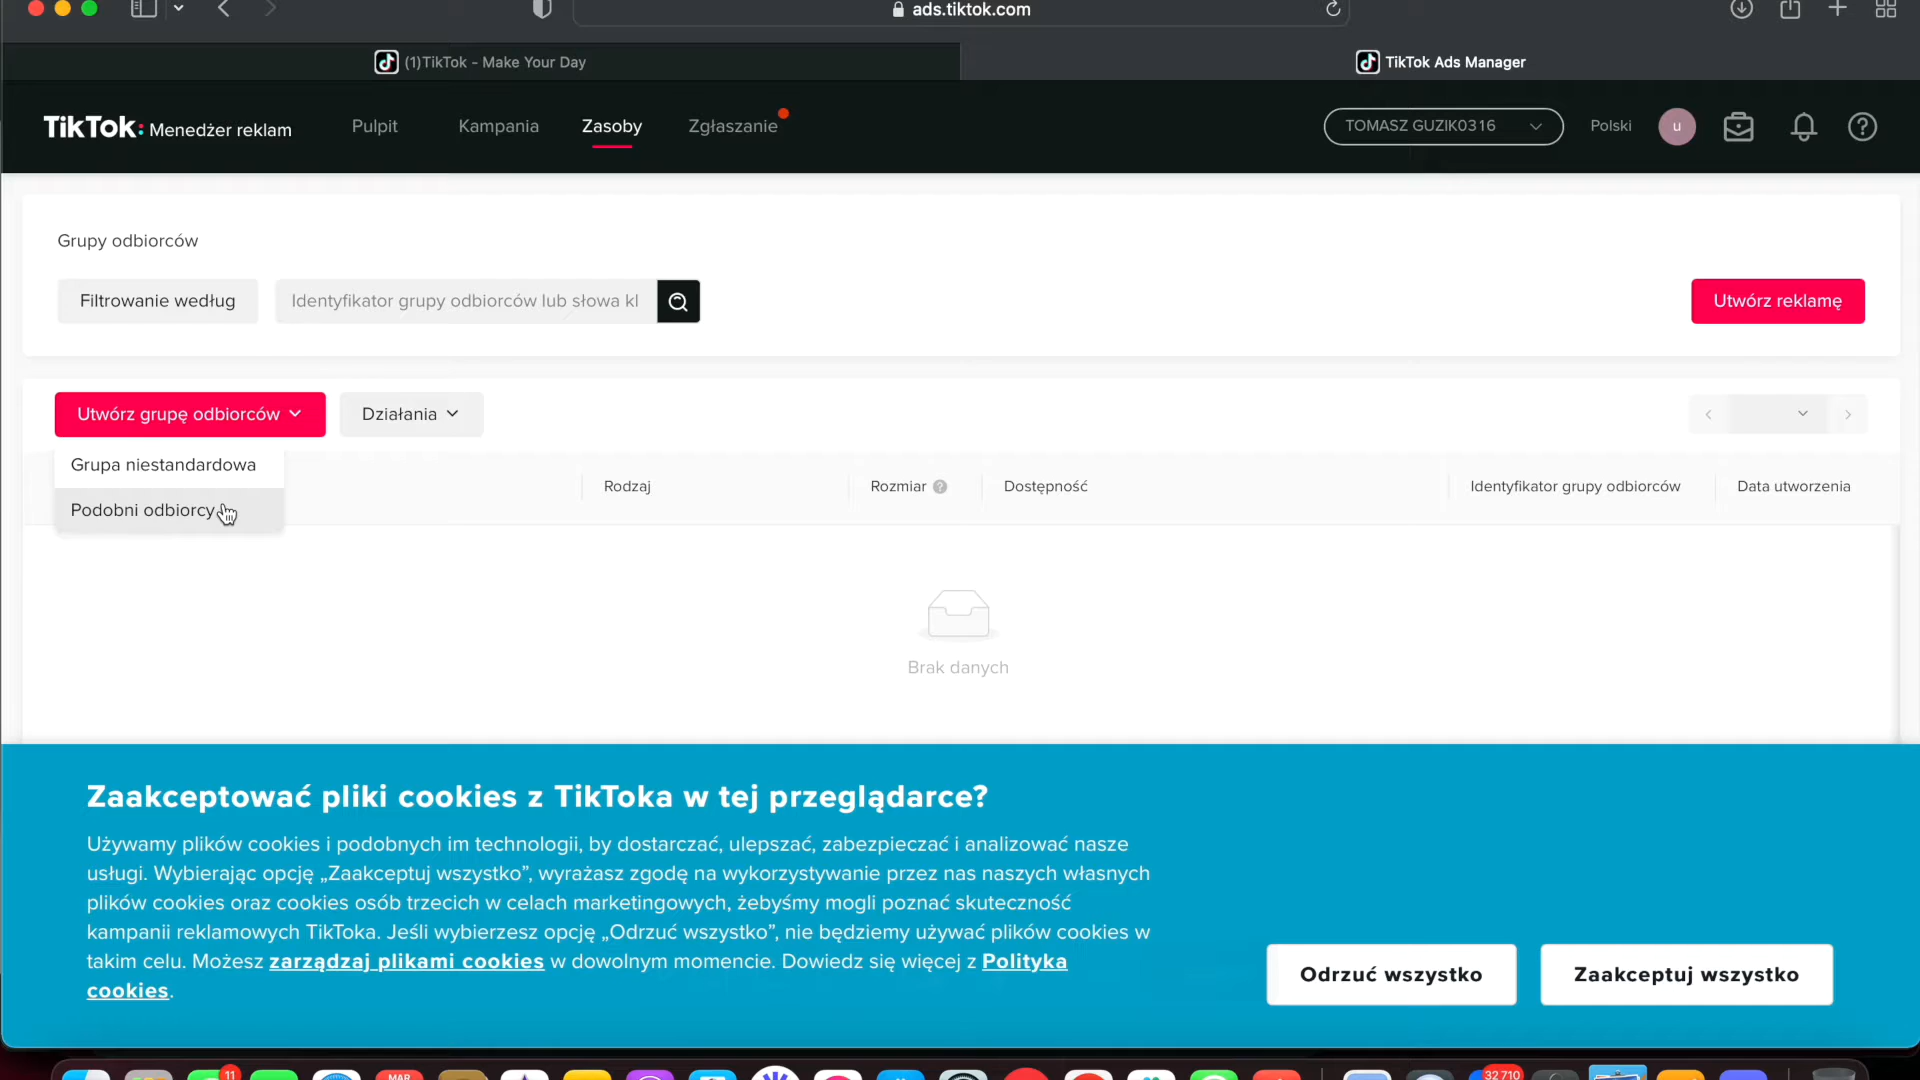 ads.tiktok.com
(1)TikTok - Make Your Day
TikTok Ads Manager
TikTok: Menedżer reklam
Pulpit
Kampania
Zasoby
Zgłaszanie
TOMASZ GUZIK0316
Polski
u
Grupy odbiorców
Filtrowanie według
Identyfikator grupy odbiorców lub słowa kl
Utwórz reklamę
Utwórz grupę odbiorców
Działania
Grupa niestandardowa
Podobni odbiorcy
Rodzaj
Rozmiar
Dostępność
Identyfikator grupy odbiorców
Data utworzenia
Brak danych
Zaakceptować pliki cookies z TikToka w tej przeglądarce?
Używamy plików cookies i podobnych im technologii, by dostarczać, ulepszać, zabezpieczać i analizować nasze
usługi. Wybierając opcję „Zaakceptuj wszystko”, wyrażasz zgodę na wykorzystywanie przez nas naszych własnych
plików cookies oraz cookies osób trzecich w celach marketingowych, żebyśmy mogli poznać skuteczność
kampanii reklamowych TikToka. Jeśli wybierzesz opcję „Odrzuć wszystko”, nie będziemy używać plików cookies w
takim celu. Możesz zarządzaj plikami cookies w dowolnym momencie. Dowiedz się więcej z Polityka
cookies.
Odrzuć wszystko
Zaakceptuj wszystko
11
MAR
32 710